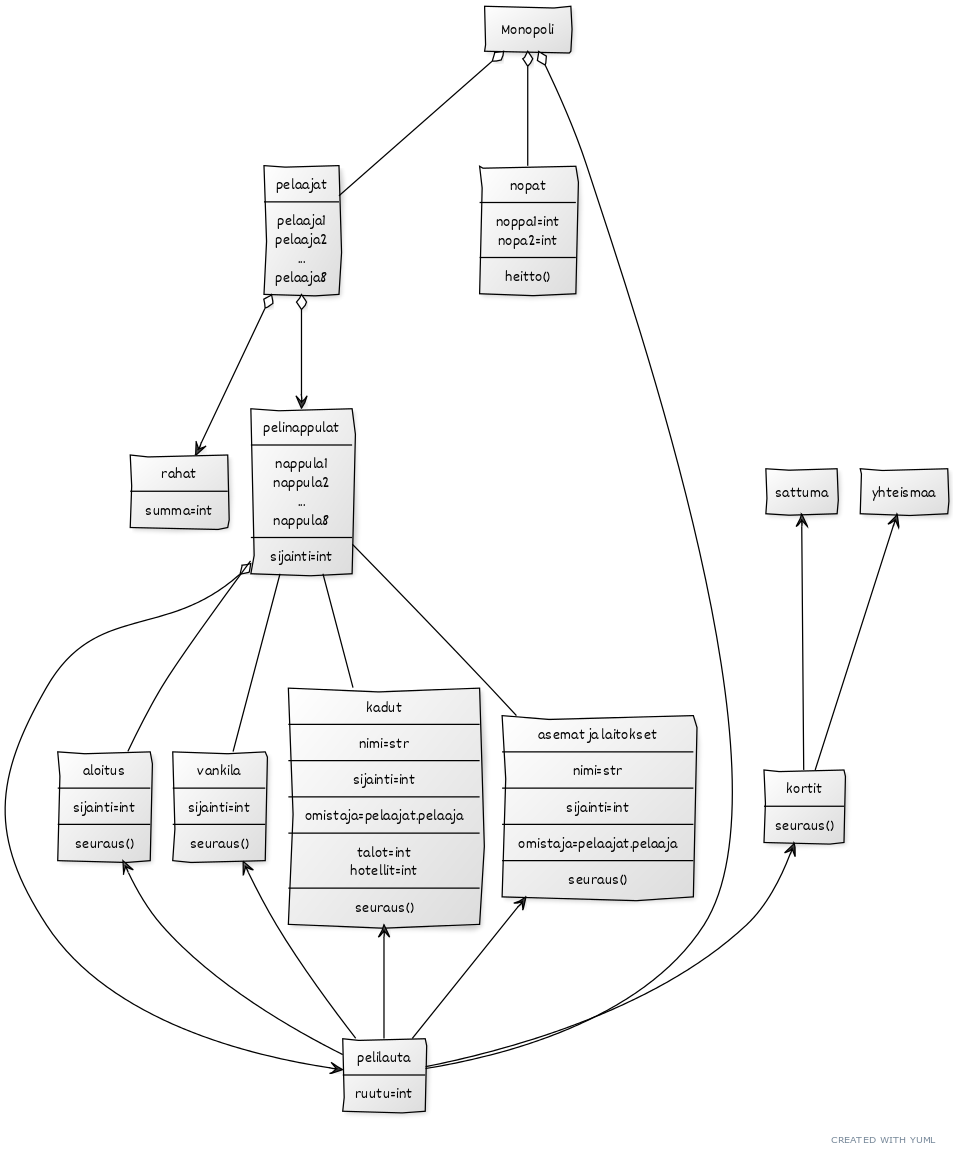 Monopoli
pelaajat
pelaaja1
pelaaja2
...
pelaaja8
nopat
noppa1=int
nopa2=int
heitto()
pelinappulat
nappula1
nappula2
...
nappula8
sijainti=int
rahat
summa=int
sattuma
yhteismaa
kadut
nimi=str
sijainti=int
omistaja=pelaajat.pelaaja
talot=int
hotellit=int
seuraus()
asemat ja laitokset
nimi=str
sijainti=int
omistaja=pelaajat.pelaaja
seuraus()
aloitus
sijainti=int
seuraus()
vankila
sijainti=int
seuraus()
kortit
seuraus()
pelilauta
ruutu=int
CREATED WITH YUML